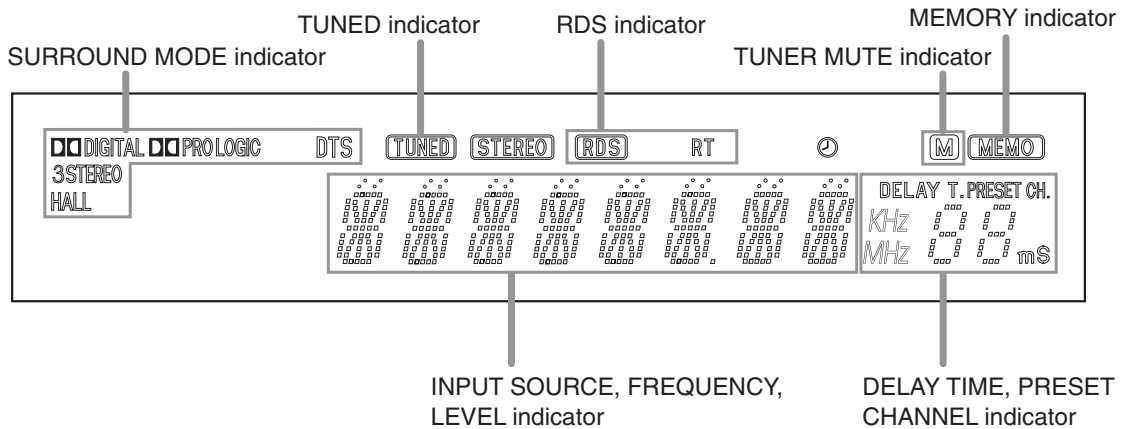 TUNED indicator
RDS indicator
MEMORY indicator
SURROUND MODE indicator
TUNER MUTE indicator
DIGITAL PRO LOGIC DTS TUNED STEREO RDS RT M MEMO
3 STEREO
HALL
DELAY T. PRESET CH.
KHz
MHz
mS
INPUT SOURCE, FREQUENCY,
LEVEL indicator
DELAY TIME, PRESET
CHANNEL indicator